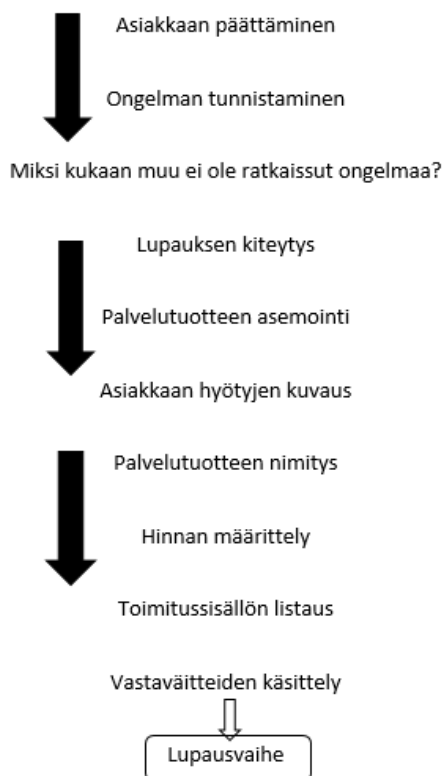 Asiakkaan päättäminen
Ongelman tunnistaminen
Miksi kukaan muu ei ole ratkaissut ongelmaa?
Lupauksen kiteytys
Palvelutuotteen asemointi
Asiakkaan hyötyjen kuvaus
Palvelutuotteen nimitys
Hinnan määrittely
Toimitussisällön listaus
Vastaväitteiden käsittely
Lupausvaihe